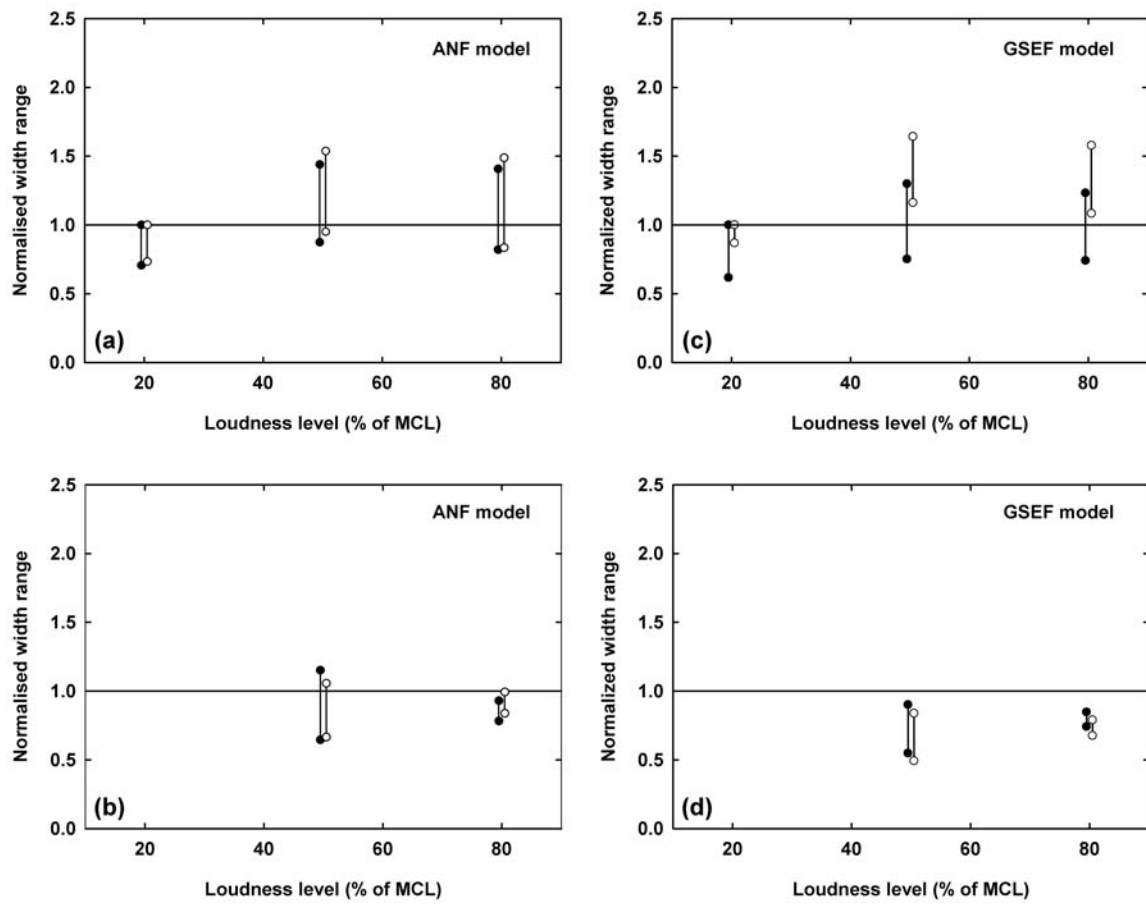 2.5
2.0
1.5
1.0
0.5
0.0
Normalised width range
ANF model
(a)
20
40
60
80
Loudness level (% of MCL)
2.5
2.0
1.5
1.0
0.5
0.0
Normalized width range
GSEF model
(c)
20
40
60
80
Loudness level (% of MCL)
2.5
2.0
1.5
1.0
0.5
0.0
Normalised width range
ANF model
(b)
20
40
60
80
Loudness level (% of MCL)
2.5
2.0
1.5
1.0
0.5
0.0
Normalized width range
GSEF model
(d)
20
40
60
80
Loudness level (% of MCL)